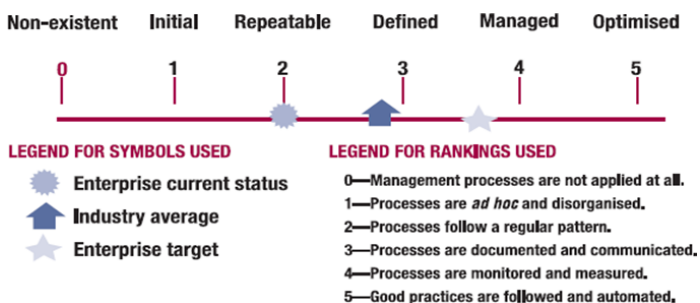 Non-existent Initial Repeatable Defined Managed Optimised
0 1 2 3 4 5
LEGEND FOR SYMBOLS USED
Enterprise current status
Industry average
Enterprise target
LEGEND FOR RANKINGS USED
0—Management processes are not applied at all.
1—Processes are ad hoc and disorganised.
2—Processes follow a regular pattern.
3—Processes are documented and communicated.
4—Processes are monitored and measured.
5—Good practices are followed and automated.